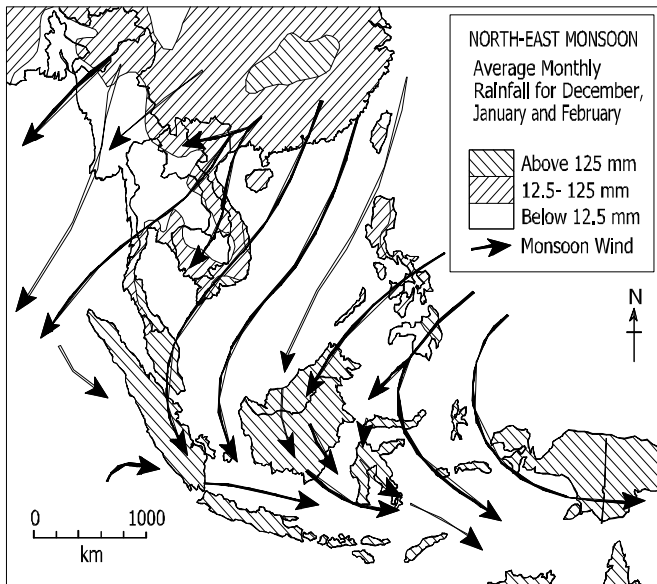 NORTH-EAST MONSOON
Average Monthly
Rainfall for December,
January and February
Above 125 mm
12.5- 125 mm
Below 12.5 mm
Monsoon Wind
N
0 1000
km